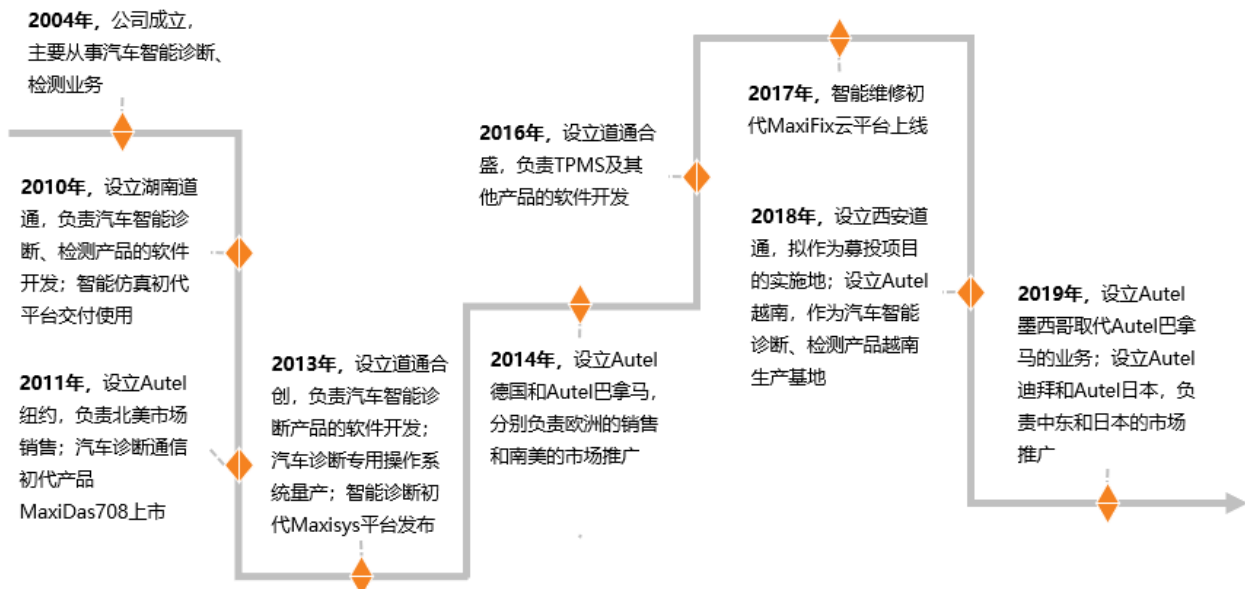 2004年，公司成立，
主要从事汽车智能诊断、
检测业务
2010年，设立湖南道
通，负责汽车智能诊
断、检测产品的软件
开发；智能仿真初代
平台交付使用
2011年，设立Autel
纽约，负责北美市场
销售；汽车诊断通信
初代产品
MaxiDas708上市
2013年，设立道通合
创，负责汽车智能诊
断产品的软件开发；
汽车诊断专用操作系
统量产；智能诊断初
代Maxisys平台发布
2014年，设立Autel
德国和Autel巴拿马，
分别负责欧洲的销售
和南美的市场推广
2016年，设立道通合
盛，负责TPMS及其
他产品的软件开发
2017年，智能维修初
代MaxiFix云平台上线
2018年，设立西安道
通，拟作为募投项目
的实施地；设立Autel
越南，作为汽车智能
诊断、检测产品越南
生产基地
2019年，设立Autel
墨西哥取代Autel巴拿
马的业务；设立Autel
迪拜和Autel日本，负
责中东和日本的市场
推广